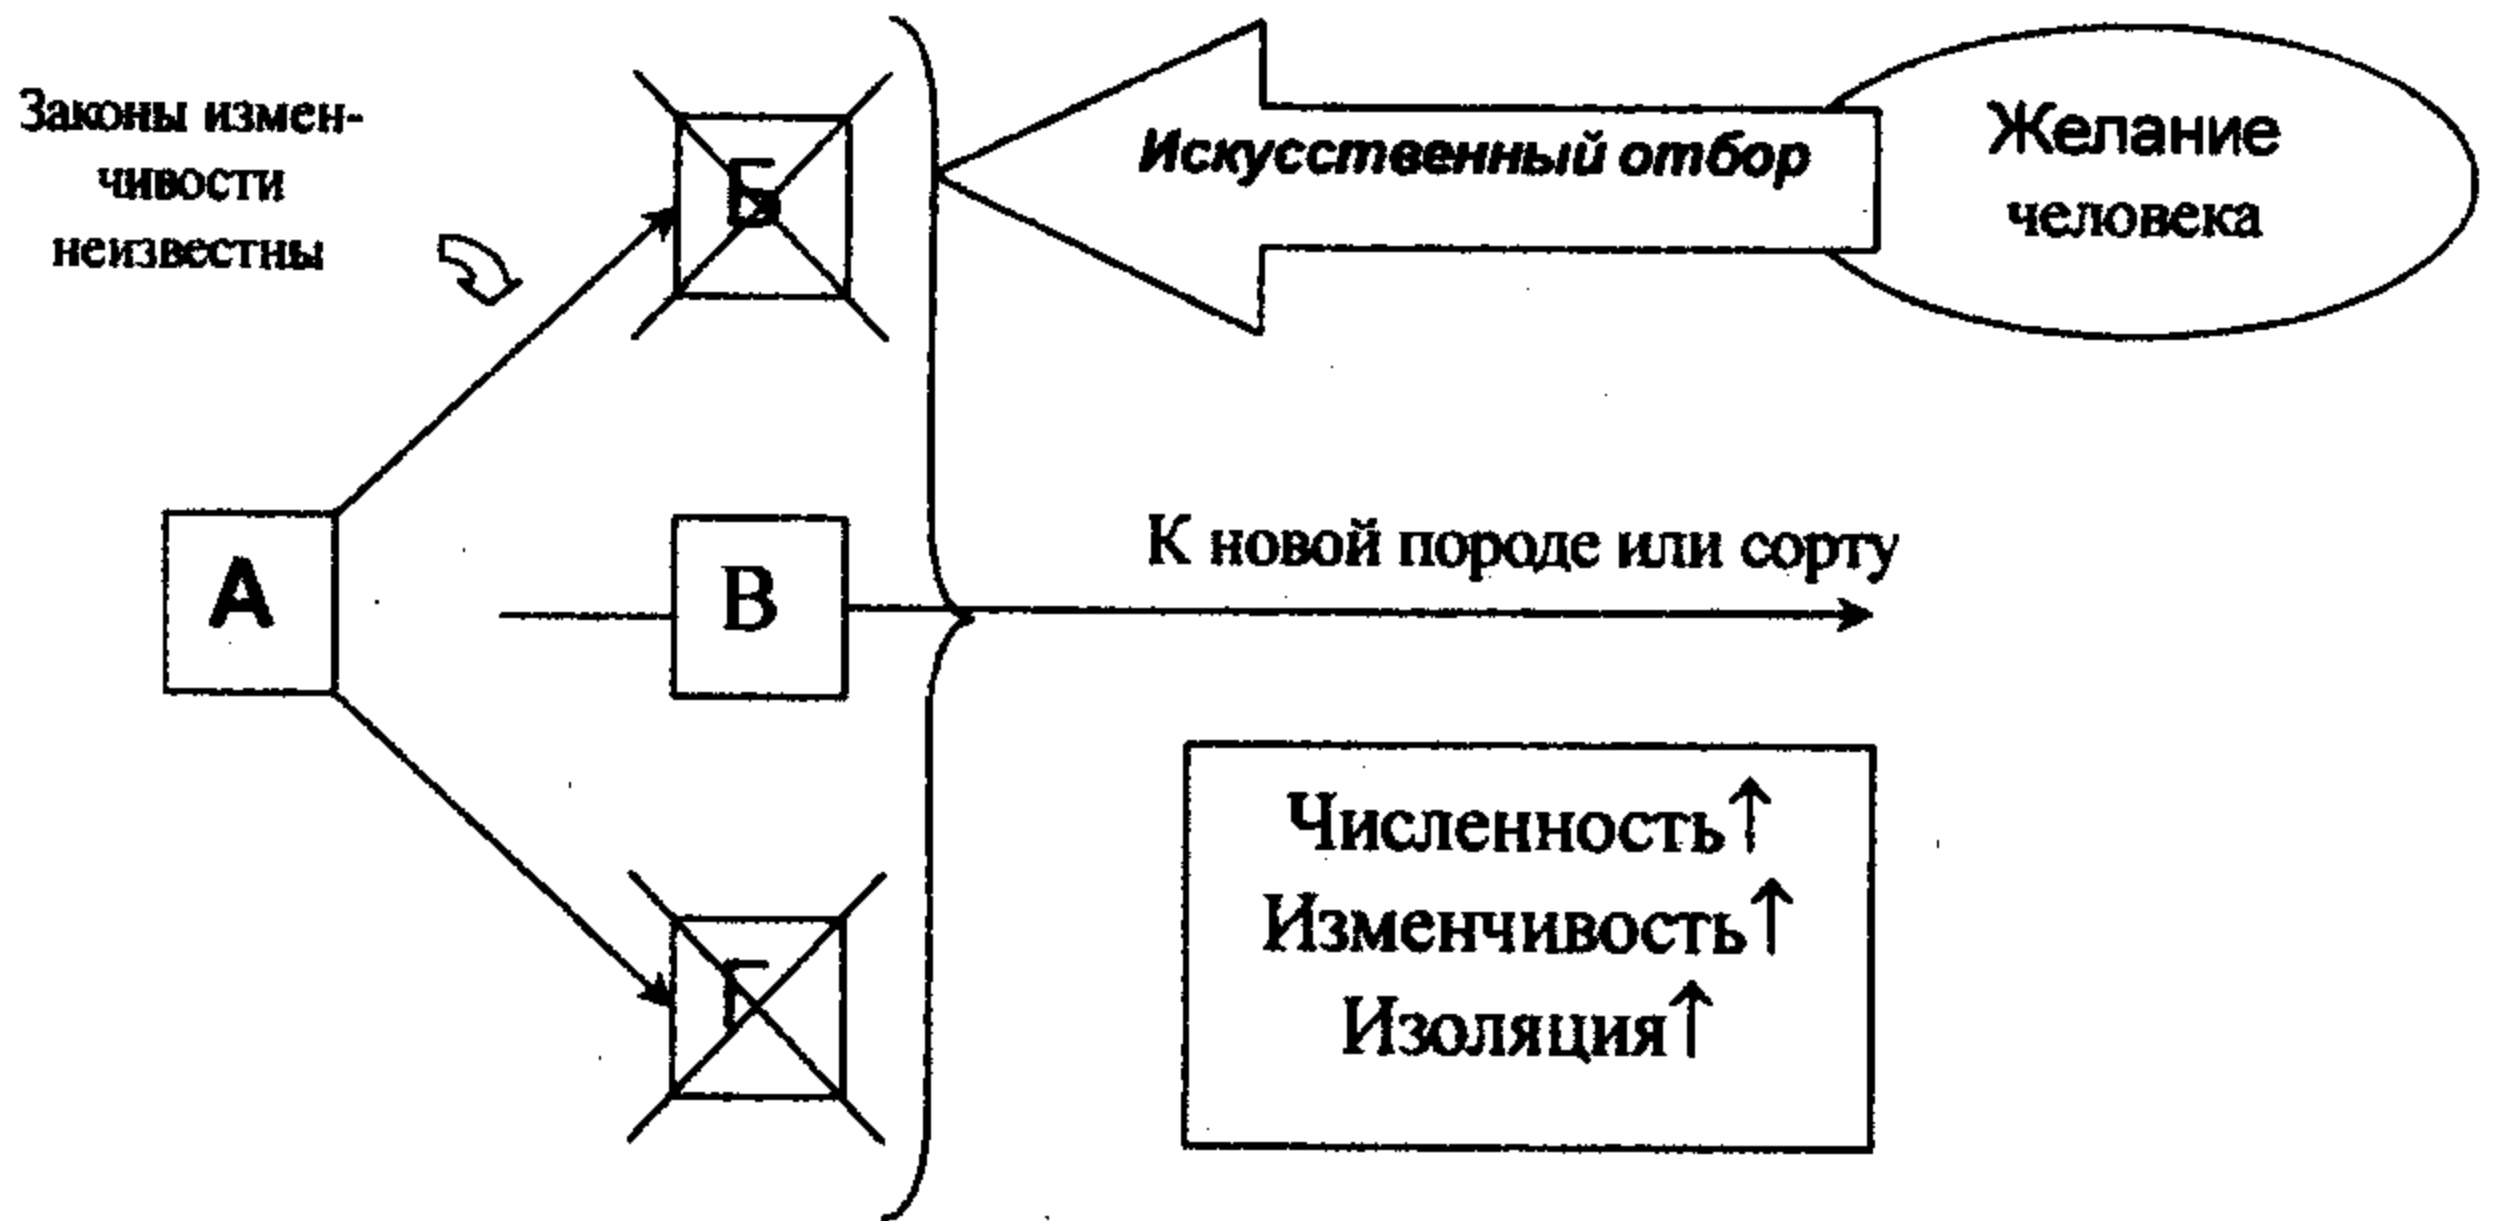 Законы измен-
чивости
неизвестны
Б
Искусственный отбор
Желание
человека
А
В
К новой породе или сорту
Г
Численность↑
Изменчивость↑
Изоляция↑